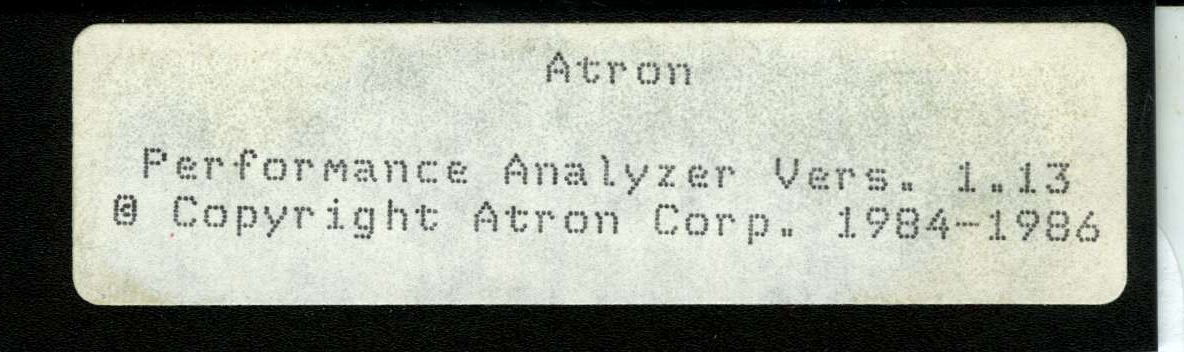 Atron
Performance Analyzer Vers. 1.13
© Copyright Atron Corp. 1984-1986